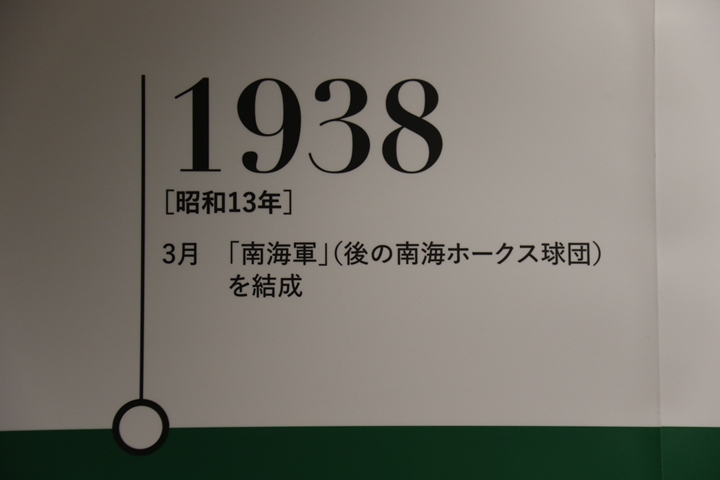 1938
[昭和13年]
3月 「南海軍」(後の南海ホークス球団)
を結成